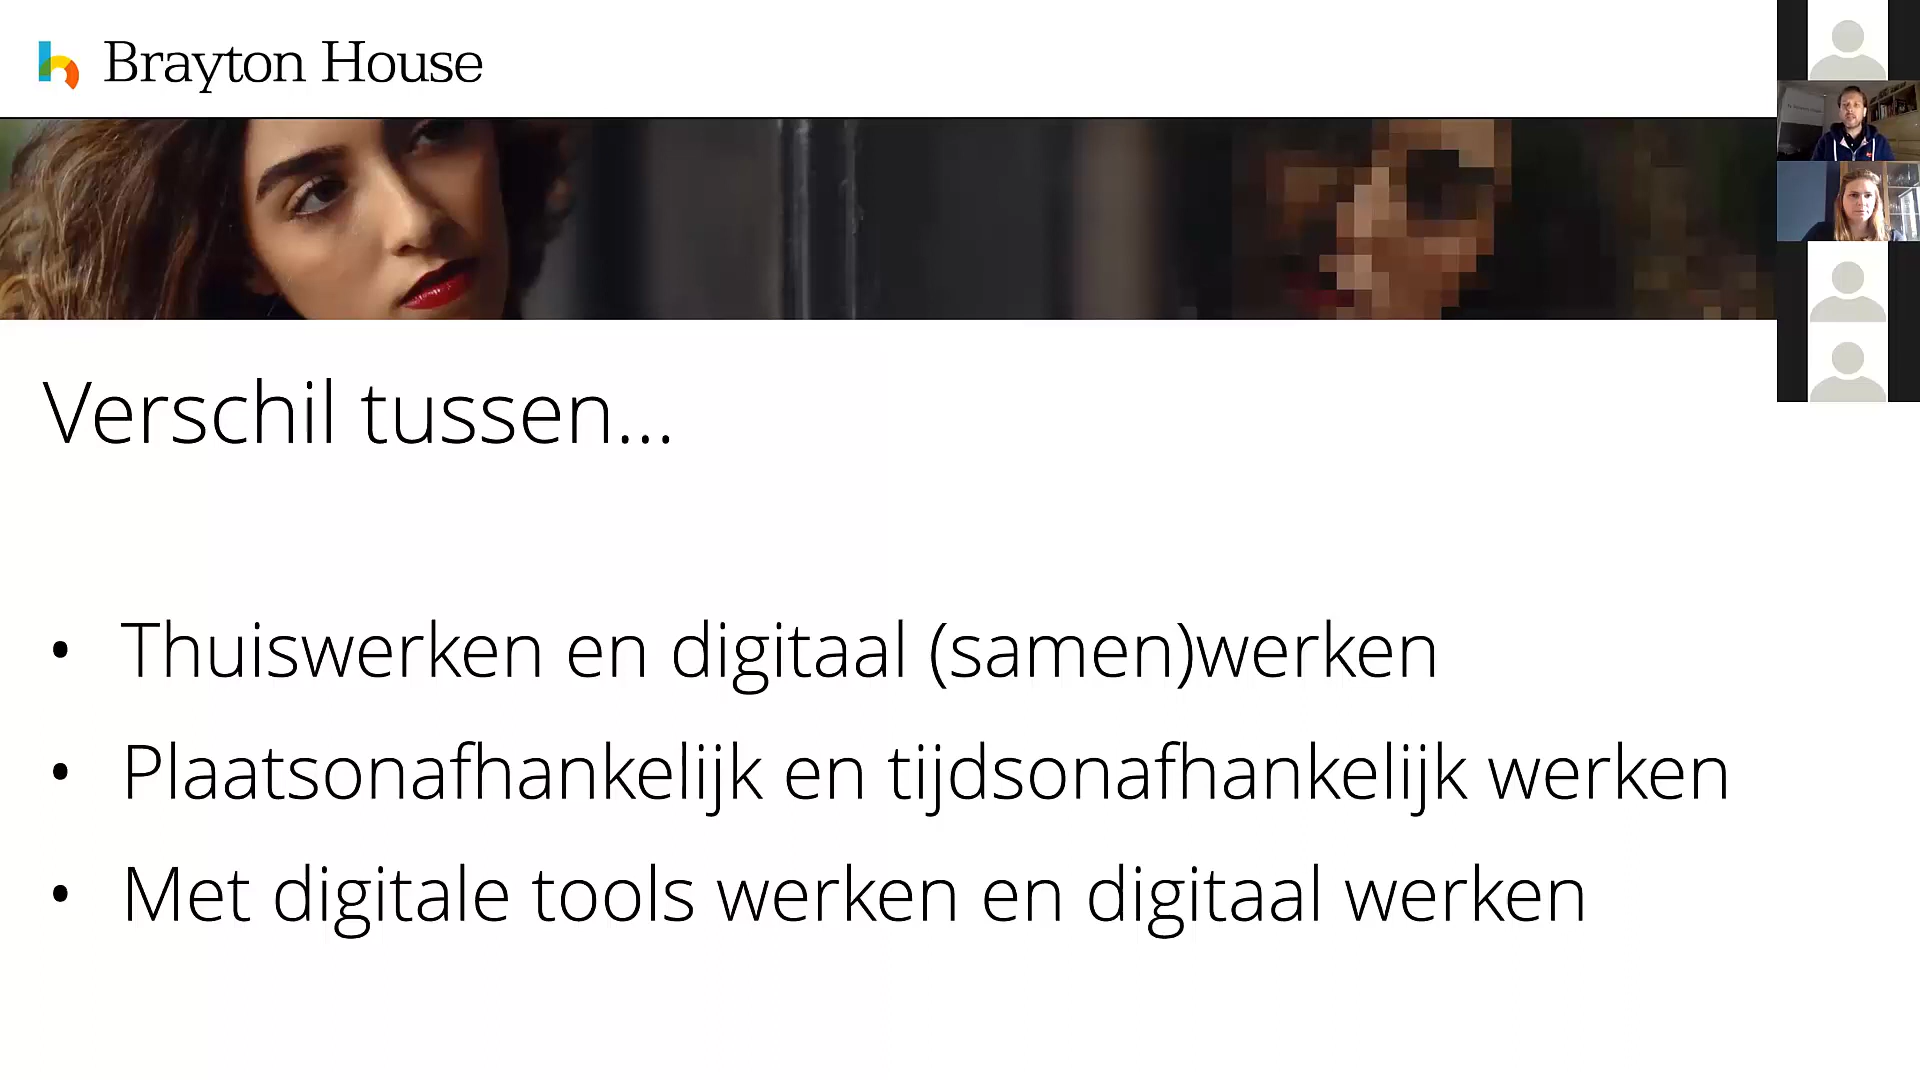 Brayton House
Verschil tussen...
• Thuiswerken en digitaal (samen)werken
• Plaatsonafhankelijk en tijdsonafhankelijk werken
• Met digitale tools werken en digitaal werken